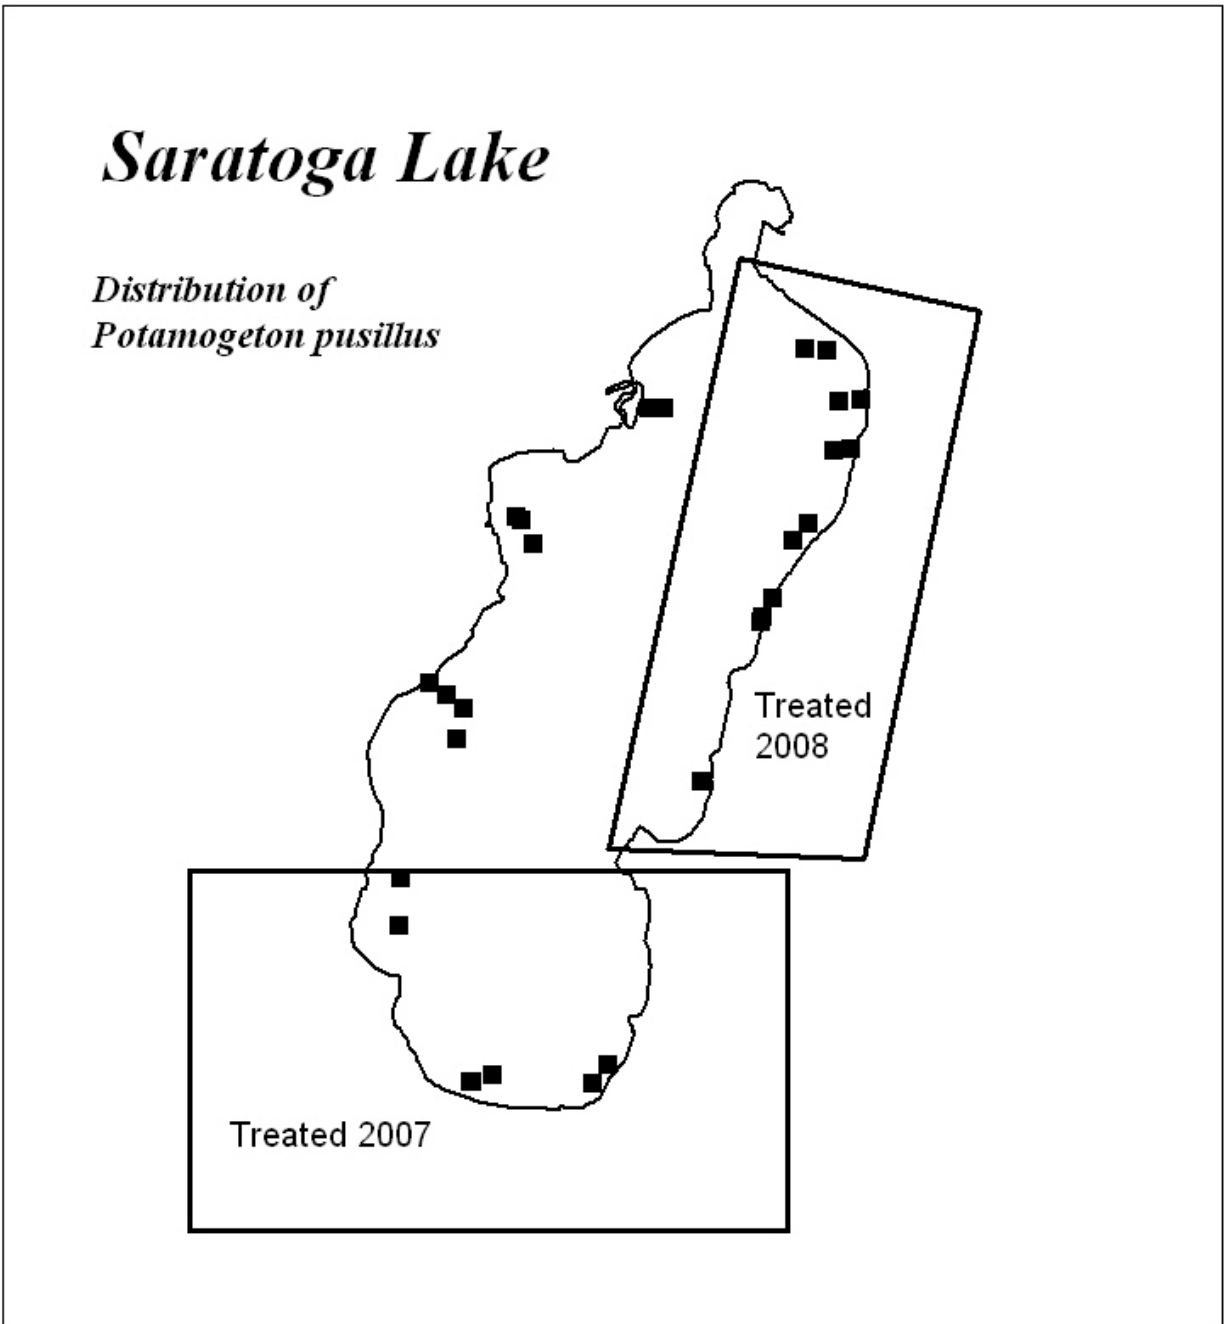 Saratoga Lake
Distribution of
Potamogeton pusillus
Treated
2008
Treated 2007